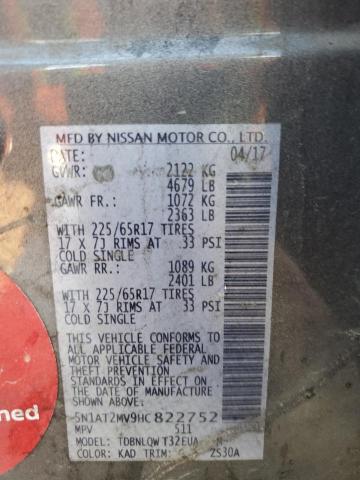 MFD BY NISSAN MOTOR CO., LTD.
DATE: 04/17
GVWR: 2122 KG
4679 LB
GAWR FR.: 1072 KG
2363 LB
WITH 225/65R17 TIRES
17 X 7J RIMS AT 33 PSI
COLD SINGLE
GAWR RR.: 1089 KG
2401 LB
WITH 225/65R17 TIRES
17 X 7J RIMS AT 33 PSI
COLD SINGLE
THIS VEHICLE CONFORMS TO
ALL APPLICABLE FEDERAL
MOTOR VEHICLE SAFETY AND
THEFT PREVENTION
STANDARDS IN EFFECT ON
THE DATE OF MANUFACTURE
SHOWN ABOVE.
5N1AT2MV9HC822752
MPV 511
MODEL: TDBNLQWT32EUA
COLOR: KAD TRIM: G ZS30A
ned